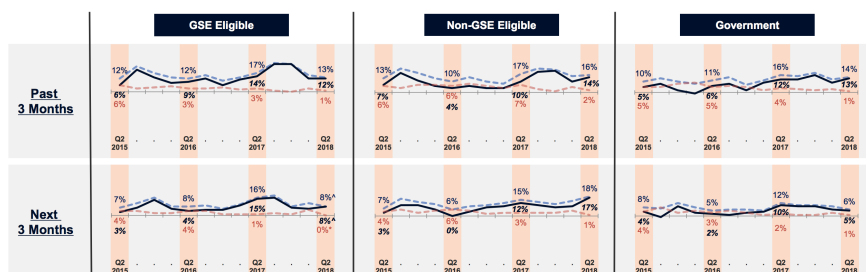 GSE Eligible Non-GSE Eligible Government
Past
3 Months
12% 12% 17% 13%
6% 9% 14% 12%
6% 3% 3% 1%
Q2 Q2 Q2 Q2
2015 2016 2017 2018
13% 10% 17% 16%
7% 6% 10% 14%
6% 4% 7% 2%
Q2 Q2 Q2 Q2
2015 2016 2017 2018
10% 11% 16% 14%
6% 12% 13%
5% 5% 4% 1%
Q2 Q2 Q2 Q2
2015 2016 2017 2018
Next
3 Months
7% 8% 16% 8%^
4% 4% 15% 8%^
3% 4% 1%
Q2 Q2 Q2 Q2
2015 2016 2017 2018
7% 6% 15% 18%
4% 6% 12% 17%
3% 0% 3% 1%
Q2 Q2 Q2 Q2
2015 2016 2017 2018
8% 5% 12% 6%
4% 3% 10% 5%
4% 2% 2% 1%
Q2 Q2 Q2 Q2
2015 2016 2017 2018